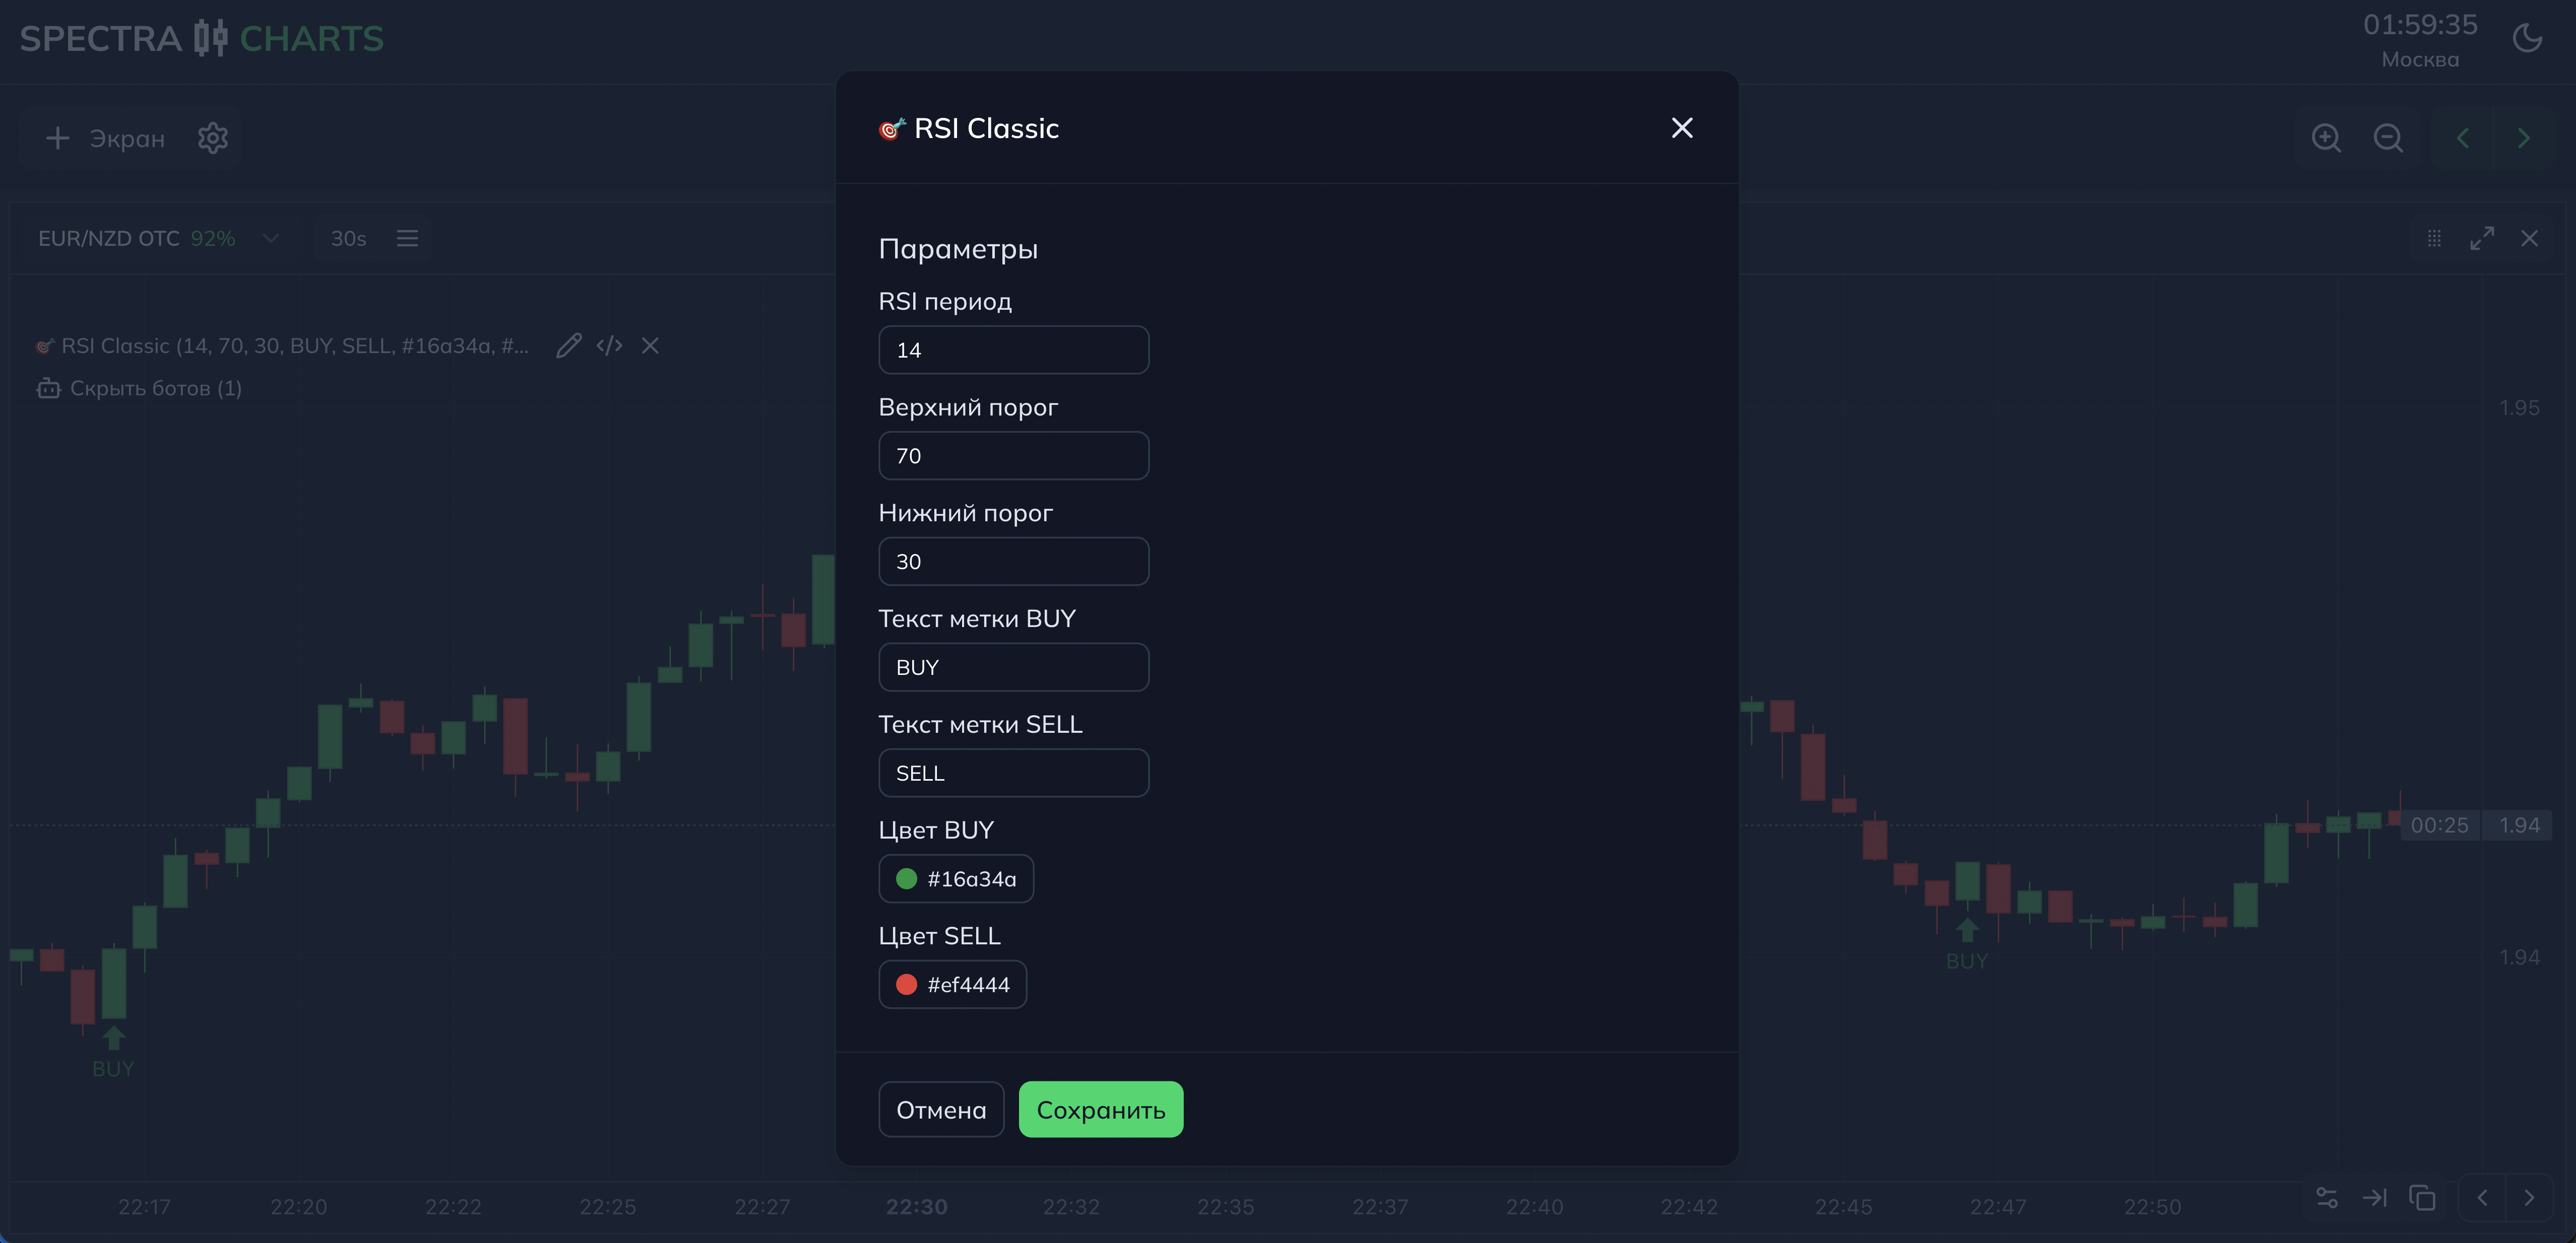 SPECTRA CHARTS
01:59:35
Москва
Экран
EUR/NZD OTC 92%
30s
RSI Classic (14, 70, 30, BUY, SELL, #16a34a, #...
Скрыть ботов (1)
RSI Classic
Параметры
RSI период
14
Верхний порог
70
Нижний порог
30
Текст метки BUY
BUY
Текст метки SELL
SELL
Цвет BUY
#16a34a
Цвет SELL
#ef4444
Отмена
Сохранить
BUY
BUY
1.95
00:25
1.94
1.94
22:17
22:20
22:22
22:25
22:27
22:30
22:32
22:35
22:37
22:40
22:42
22:45
22:47
22:50